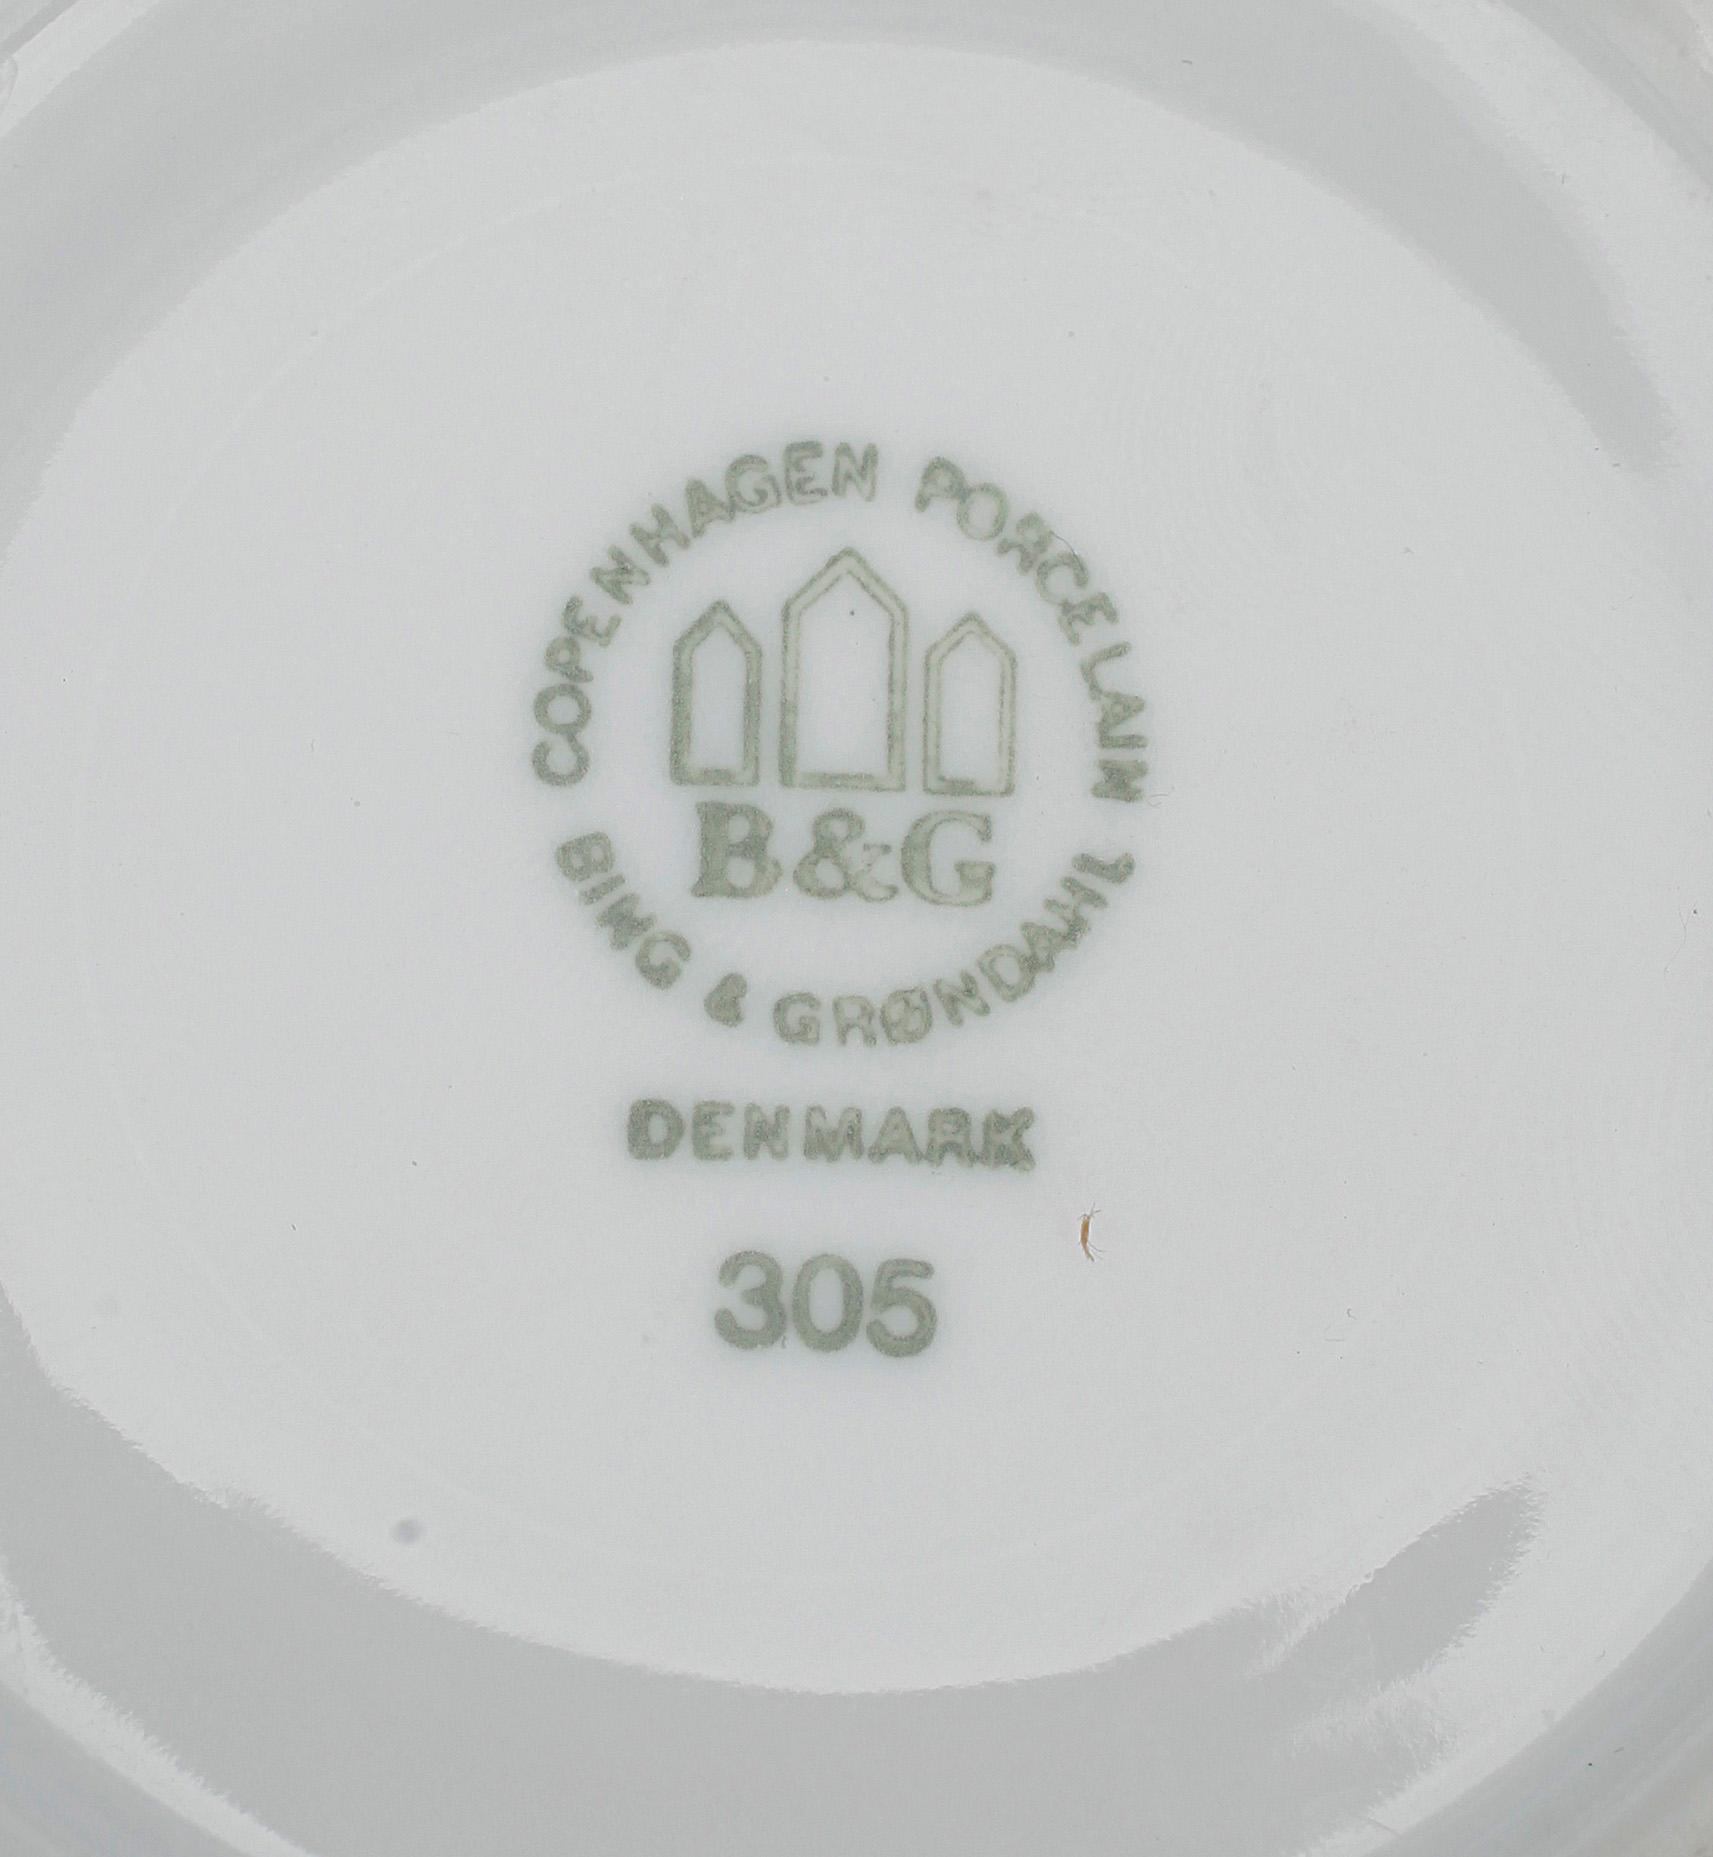 COPENHAGEN PORCELAIN
B&G
BING & GRØNDAHL
DENMARK
305